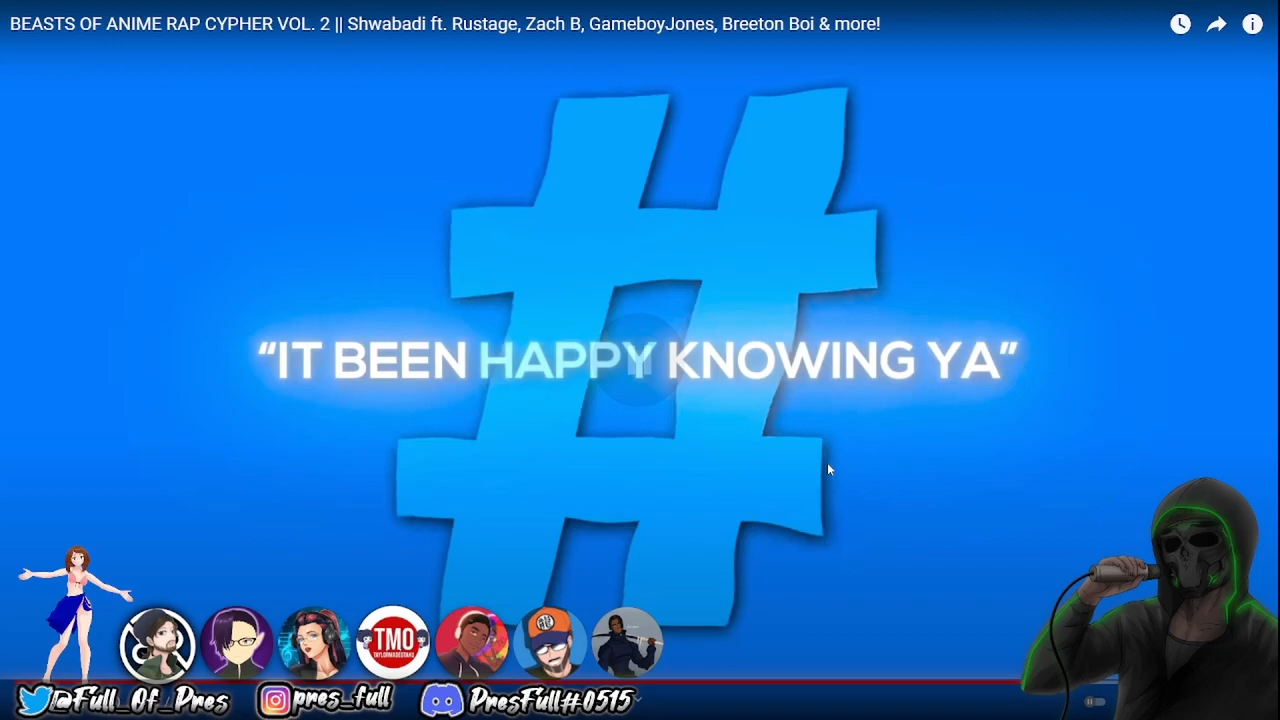 BEASTS OF ANIME RAP CYPHER VOL. 2 || Shwabadi ft. Rustage, Zach B, GameboyJones, Breeton Boi & more!
#
“IT BEEN HAPPY KNOWING YA”
TMO
TAYLORMADEOTAKU
@Full_Of_Pres
pres_full
PresFull#0515